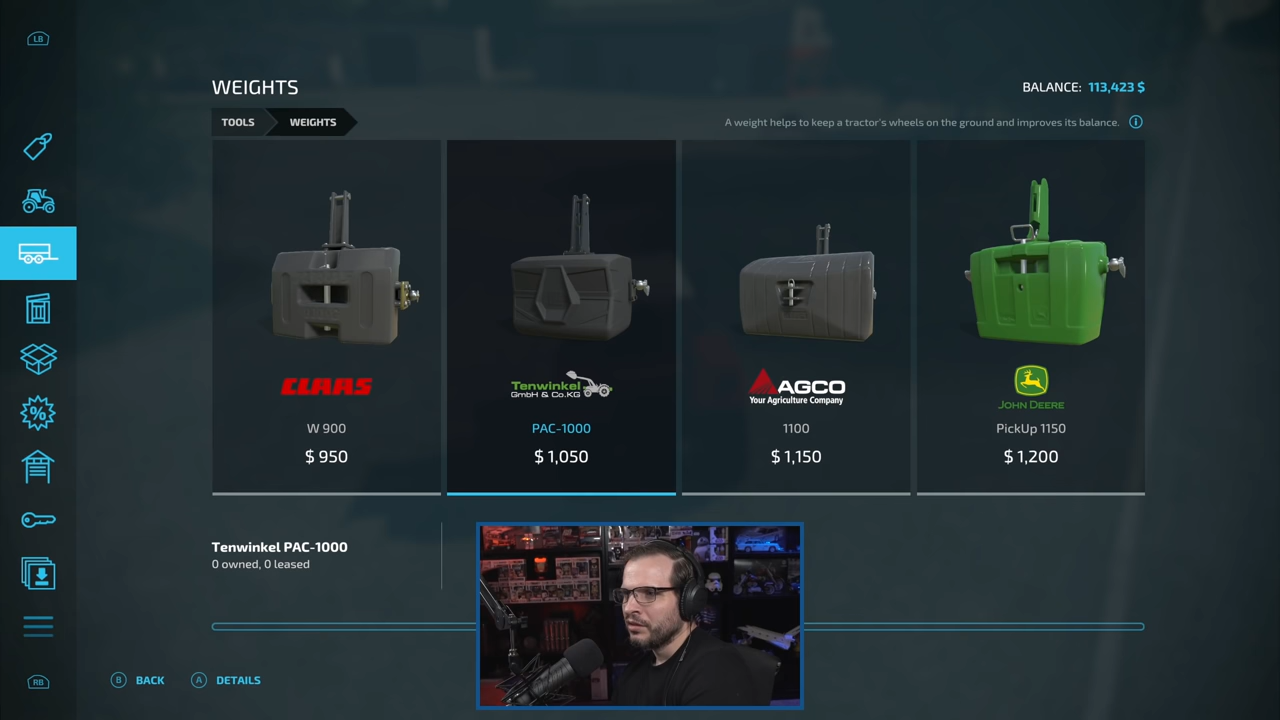 LB
WEIGHTS
BALANCE: 113,423 $
TOOLS
WEIGHTS
A weight helps to keep a tractor's wheels on the ground and improves its balance.
CLAAS
W 900
$ 950
Tenwinkel
GmbH & Co.KG
PAC-1000
$ 1,050
AGCO
Your Agriculture Company
1100
$ 1,150
JOHN DEERE
PickUp 1150
$ 1,200
%
Tenwinkel PAC-1000
0 owned, 0 leased
RB
B BACK
A DETAILS